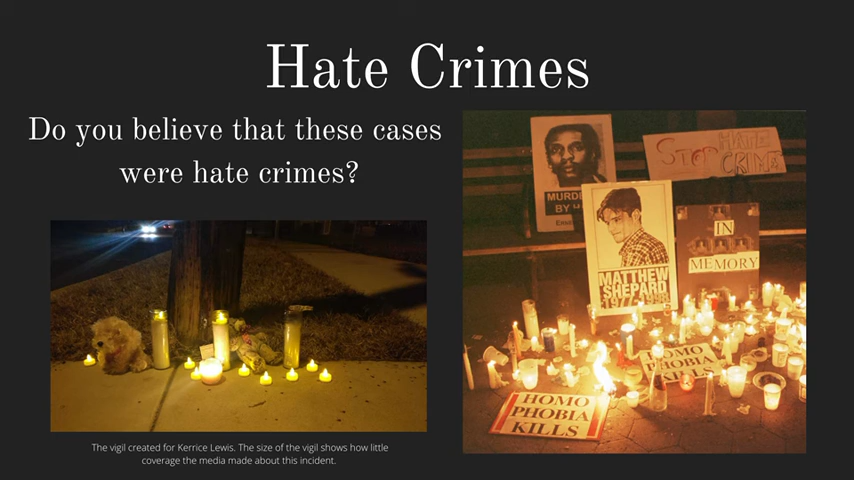 Hate Crimes
Do you believe that these cases
were hate crimes?
The vigil created for Kerrice Lewis. The size of the vigil shows how little
coverage the media made about this incident.
STOP HATE
CRIME
BY
MATTHEW
SHEPARD
IN
MEMORY
HOMO
PHOBIA
KILLS
HOMO
PHOBIA
KILLS